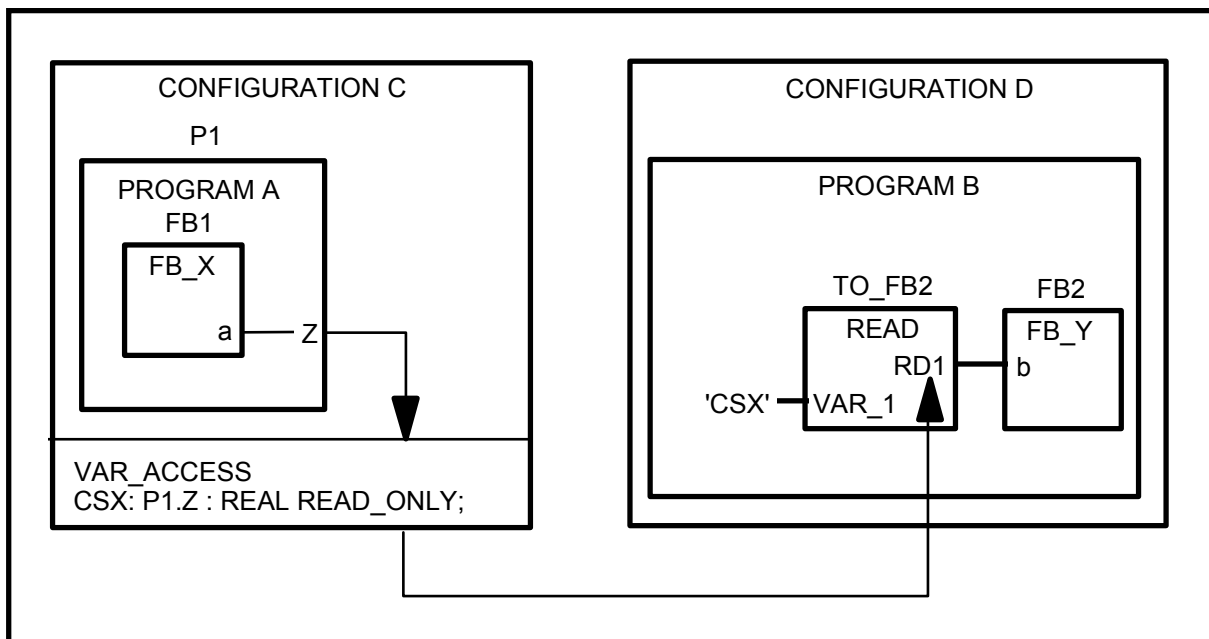 CONFIGURATION C
P1
PROGRAM A
FB1
FB_X
a
Z
VAR_ACCESS
CSX: P1.Z : REAL READ_ONLY;
CONFIGURATION D
PROGRAM B
TO_FB2
FB2
READ
FB_Y
RD1
b
'CSX'
VAR_1